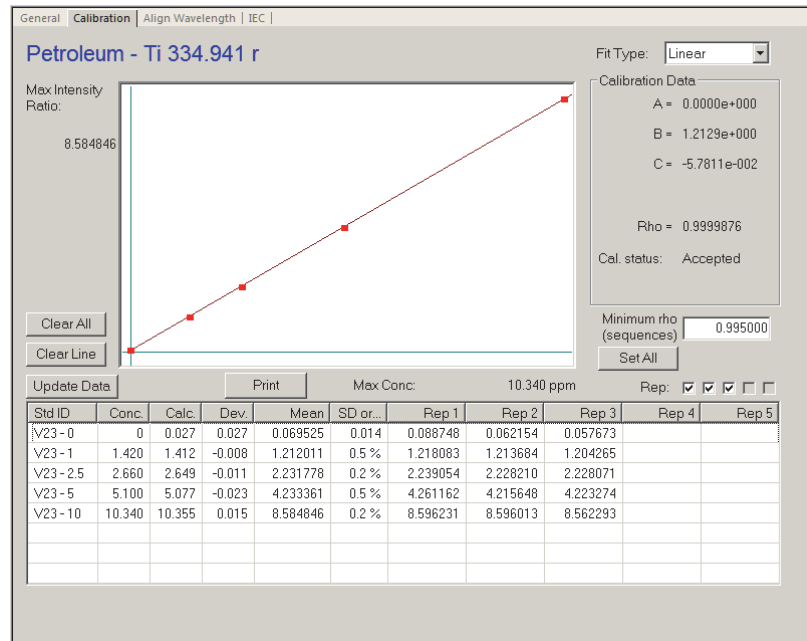 General Calibration Align Wavelength IEC
Petroleum - Ti 334.941 r
Fit Type: Linear
Max Intensity
Ratio:
8.584846
Calibration Data
A = 0.0000e+000
B = 1.2129e+000
C = -5.7811e-002
Rho = 0.9999876
Cal. status: Accepted
Clear All
Clear Line
Minimum rho
(sequences) 0.995000
Set All
Update Data Print Max Conc: 10.340 ppm Rep:
Std ID Conc. Calc. Dev. Mean SD or... Rep 1 Rep 2 Rep 3 Rep 4 Rep 5
V23 - 0 0 0.027 0.027 0.069525 0.014 0.088748 0.062154 0.057673
V23 - 1 1.420 1.412 -0.008 1.212011 0.5 % 1.218083 1.213684 1.204265
V23 - 2.5 2.660 2.649 -0.011 2.231778 0.2 % 2.239054 2.228210 2.228071
V23 - 5 5.100 5.077 -0.023 4.233361 0.5 % 4.261162 4.215648 4.223274
V23 - 10 10.340 10.355 0.015 8.584846 0.2 % 8.596231 8.596013 8.562293